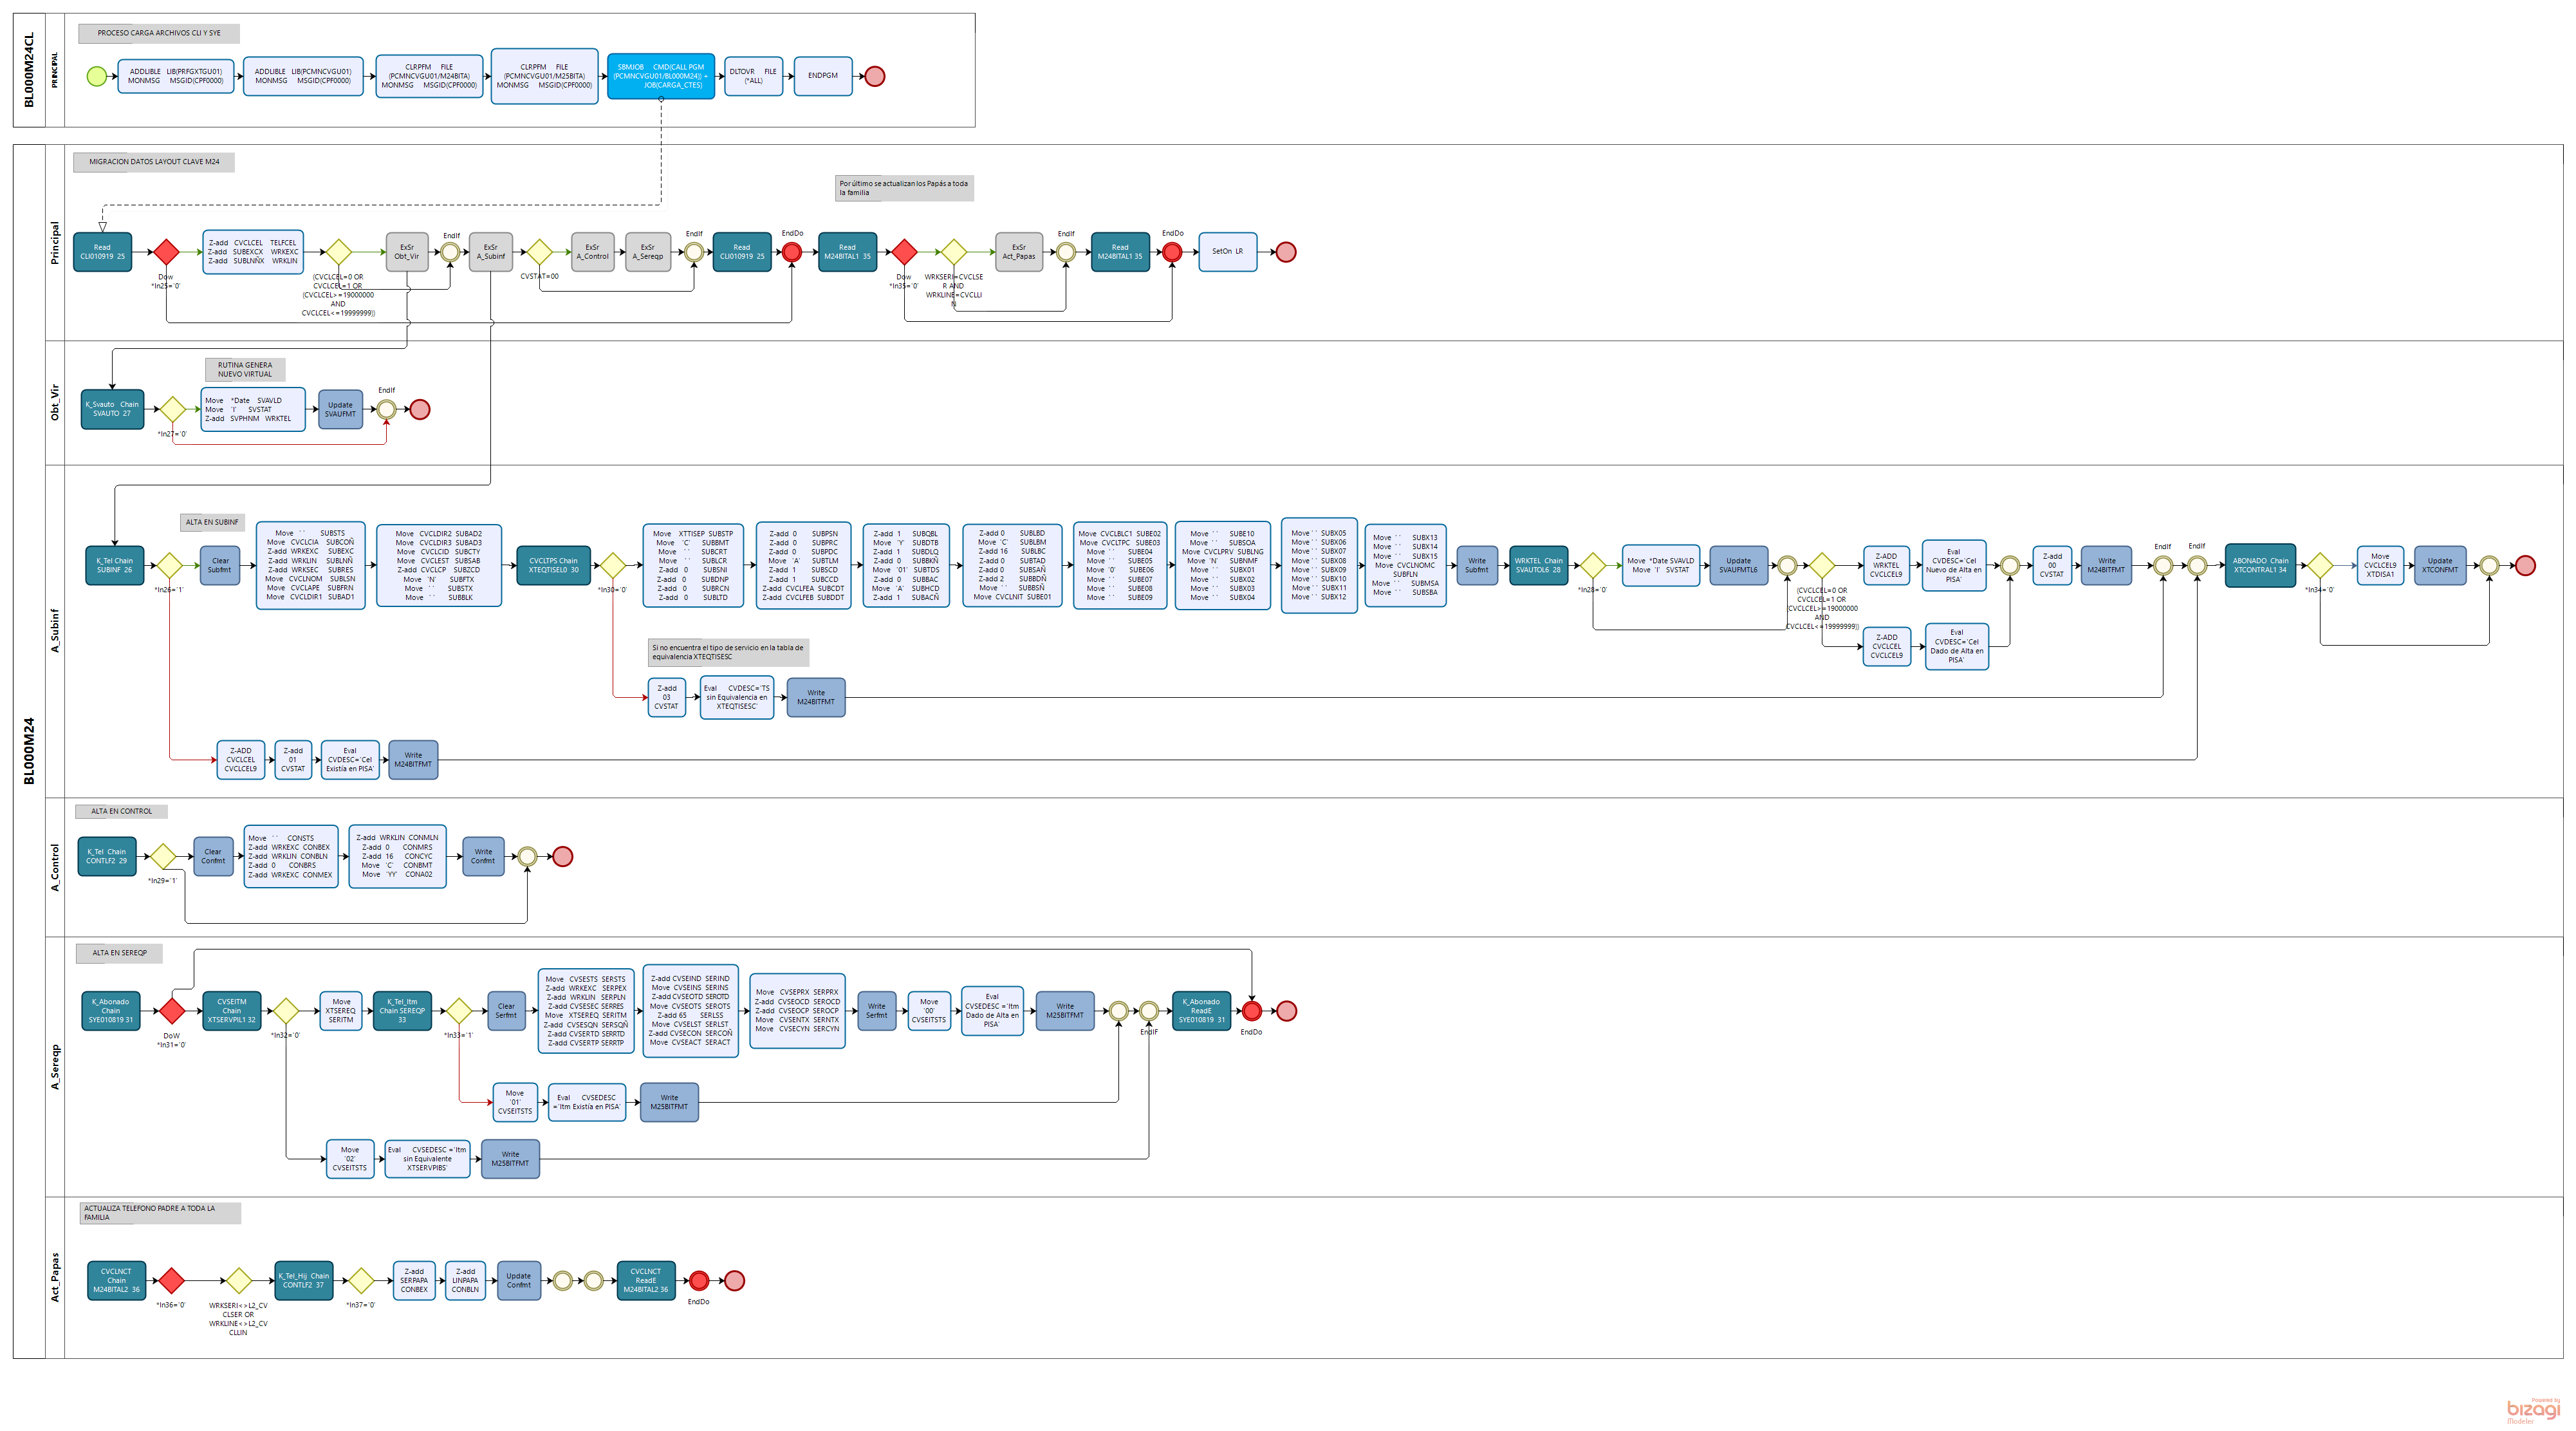 BL000M24CL
PRINCIPAL
PROCESO CARGA ARCHIVOS CLI Y SYE
ADDLIBLE LIB(PRFGXTGU01)
MONMSG MSGID(CPF0000)
ADDLIBLE LIB(PCMNCVGU01)
MONMSG MSGID(CPF0000)
CLRPFM FILE
(PCMNCVGU01/M24BITA)
MONMSG MSGID(CPF0000)
CLRPFM FILE
(PCMNCVGU01/M25BITA)
MONMSG MSGID(CPF0000)
SBMJOB CMD(CALL PGM
(PCMNCVGU01/BL000M24)) +
JOB(CARGA_CTES)
DLTOVR FILE
(*ALL)
ENDPGM
BL000M24
Principal
MIGRACION DATOS LAYOUT CLAVE M24
Por último se actualizan los Papás a toda
la familia
Read
CLI010919 25
Dow
*In25='0'
Z-add CVCLCEL TELFCEL
Z-add SUBEXCX WRKEXC
Z-add SUBLNÑX WRKLIN
(CVCLCEL=0 OR
CVCLCEL=1 OR
(CVCLCEL>=19000000
AND
CVCLCEL<=19999999))
ExSr
Obt_Vir
EndIf
ExSr
A_Subinf
CVSTAT=00
ExSr
A_Control
ExSr
A_Sereqp
EndIf
Read
CLI010919 25
EndDo
Read
M24BITAL1 35
Dow
*In35='0'
WRKSERI=CVCLSE
R AND
WRKLINE=CVCLLI
N
ExSr
Act_Papas
EndIf
Read
M24BITAL1 35
EndDo
SetOn LR
Obt_Vir
RUTINA GENERA
NUEVO VIRTUAL
K_Svauto Chain
SVAUTO 27
*In27='0'
Move *Date SVAVLD
Move 'I' SVSTAT
Z-add SVPHNM WRKTEL
Update
SVAUFMT
EndIf
A_Subinf
ALTA EN SUBINF
K_Tel Chain
SUBINF 26
*In26='1'
Clear
Subfmt
Move ' ' SUBSTS
Move CVCLCIA SUBCOÑ
Z-add WRKEXC SUBEXC
Z-add WRKLIN SUBLNÑ
Z-add WRKSEC SUBRES
Move CVCLNOM SUBLSN
Move CVCLAPE SUBFRN
Move CVCLDIR1 SUBAD1
Move CVCLDIR2 SUBAD2
Move CVCLDIR3 SUBAD3
Move CVCLCID SUBCTY
Move CVCLEST SUBSAB
Z-add CVCLCP SUBZCD
Move 'N' SUBFTX
Move ' ' SUBSTX
Move ' ' SUBBLK
CVCLTPS Chain
XTEQTISEL0 30
*In30='0'
Move XTTISEP SUBSTP
Move 'C' SUBBMT
Move ' ' SUBCRT
Move ' ' SUBLCR
Z-add 0 SUBSNI
Z-add 0 SUBDNP
Z-add 0 SUBRCN
Z-add 0 SUBLTD
Z-add 0 SUBPSN
Z-add 0 SUBPRC
Z-add 0 SUBPDC
Move 'A' SUBTLM
Z-add 1 SUBSCD
Z-add 1 SUBCCD
Z-add CVCLFEA SUBCDT
Z-add CVCLFEB SUBDDT
Z-add 1 SUBQBL
Move 'Y' SUBDTB
Z-add 1 SUBDLQ
Z-add 0 SUBBKÑ
Move '01' SUBTDS
Z-add 0 SUBBAC
Move 'A' SUBHCD
Z-add 1 SUBACÑ
Z-add 0 SUBLBD
Move 'C' SUBLBM
Z-add 16 SUBLBC
Z-add 0 SUBTAD
Z-add 0 SUBSAÑ
Z-add 2 SUBBDÑ
Move ' ' SUBBSÑ
Move CVCLNIT SUBE01
Move CVCLBLC1 SUBE02
Move CVCLTPC SUBE03
Move ' ' SUBE04
Move ' ' SUBE05
Move '0' SUBE06
Move ' ' SUBE07
Move ' ' SUBE08
Move ' ' SUBE09
Move ' ' SUBE10
Move ' ' SUBSOA
Move CVCLPRV SUBLNG
Move 'N' SUBNMF
Move ' ' SUBX01
Move ' ' SUBX02
Move ' ' SUBX03
Move ' ' SUBX04
Move ' ' SUBX05
Move ' ' SUBX06
Move ' ' SUBX07
Move ' ' SUBX08
Move ' ' SUBX09
Move ' ' SUBX10
Move ' ' SUBX11
Move ' ' SUBX12
Move ' ' SUBX13
Move ' ' SUBX14
Move ' ' SUBX15
Move CVCLNOMC
SUBFLN
Move ' ' SUBMSA
Move ' ' SUBSBA
Write
Subfmt
WRKTEL Chain
SVAUTOL6 28
*In28='0'
Move *Date SVAVLD
Move 'I' SVSTAT
Update
SVAUFMTL6
(CVCLCEL=0 OR
CVCLCEL=1 OR
(CVCLCEL>=19000000
AND
CVCLCEL<=19999999))
Z-ADD
WRKTEL
CVCLCEL9
Eval
CVDESC='Cel
Nuevo de Alta en
PISA'
Z-ADD
CVCLCEL
CVCLCEL9
Eval
CVDESC='Cel
Dado de Alta en
PISA'
Z-add
00
CVSTAT
Write
M24BITFMT
EndIf
EndIf
ABONADO Chain
XTCONTRAL1 34
*In34='0'
Move
CVCLCEL9
XTDISA1
Update
XTCONFMT
Si no encuentra el tipo de servicio en la tabla de
equivalencia XTEQTISESC
Z-add
03
CVSTAT
Eval CVDESC='TS
sin Equivalencia en
XTEQTISESC'
Write
M24BITFMT
Z-ADD
CVCLCEL
CVCLCEL9
Z-add
01
CVSTAT
Eval
CVDESC='Cel
Existía en PISA'
Write
M24BITFMT
A_Control
ALTA EN CONTROL
K_Tel Chain
CONTLF2 29
*In29='1'
Clear
Confmt
Move ' ' CONSTS
Z-add WRKEXC CONBEX
Z-add WRKLIN CONBLN
Z-add 0 CONBRS
Z-add WRKEXC CONMEX
Z-add WRKLIN CONMLN
Z-add 0 CONMRS
Z-add 16 CONCYC
Move 'C' CONBMT
Move 'YY' CONA02
Write
Confmt
A_Sereqp
ALTA EN SEREQP
K_Abonado
Chain
SYE010819 31
DoW
*In31='0'
CVSEITM
Chain
XTSERVPIL1 32
*In32='0'
Move
XTSEREQ
SERITM
K_Tel_Itm
Chain SEREQP
33
*In33='1'
Clear
Serfmt
Move CVSESTS SERSTS
Z-add WRKEXC SERPEX
Z-add WRKLIN SERPLN
Z-add CVSESEC SERRES
Move XTSEREQ SERITM
Z-add CVSESQN SERSQÑ
Z-add CVSERTD SERRTD
Z-add CVSERTP SERRTP
Z-add CVSEIND SERIND
Move CVSEINS SERINS
Z-add CVSEOTD SEROTD
Move CVSEOTS SEROTS
Z-add 65 SERLSS
Move CVSELST SERLST
Z-add CVSECON SERCOÑ
Move CVSEACT SERACT
Move CVSEPRX SERPRX
Z-add CVSEOCD SEROCD
Z-add CVSEOCP SEROCP
Move CVSENTX SERNTX
Move CVSECYN SERCYN
Write
Serfmt
Move
'00'
CVSEITSTS
Eval
CVSEDESC ='Itm
Dado de Alta en
PISA'
Write
M25BITFMT
EndIF
K_Abonado
ReadE
SYE010819 31
EndDo
Move
'01'
CVSEITSTS
Eval CVSEDESC
='Itm Existía en PISA'
Write
M25BITFMT
Move
'02'
CVSEITSTS
Eval CVSEDESC ='Itm
sin Equivalente
XTSERVPIBS'
Write
M25BITFMT
Act_Papas
ACTUALIZA TELEFONO PADRE A TODA LA
FAMILIA
CVCLNCT
Chain
M24BITAL2 36
*In36='0'
WRKSERI<>L2_CV
CLSER OR
WRKLINE<>L2_CV
CLLIN
K_Tel_Hij Chain
CONTLF2 37
*In37='0'
Z-add
SERPAPA
CONBEX
Z-add
LINPAPA
CONBLN
Update
Confmt
CVCLNCT
ReadE
M24BITAL2 36
EndDo
Powered by
bizagi
Modeler